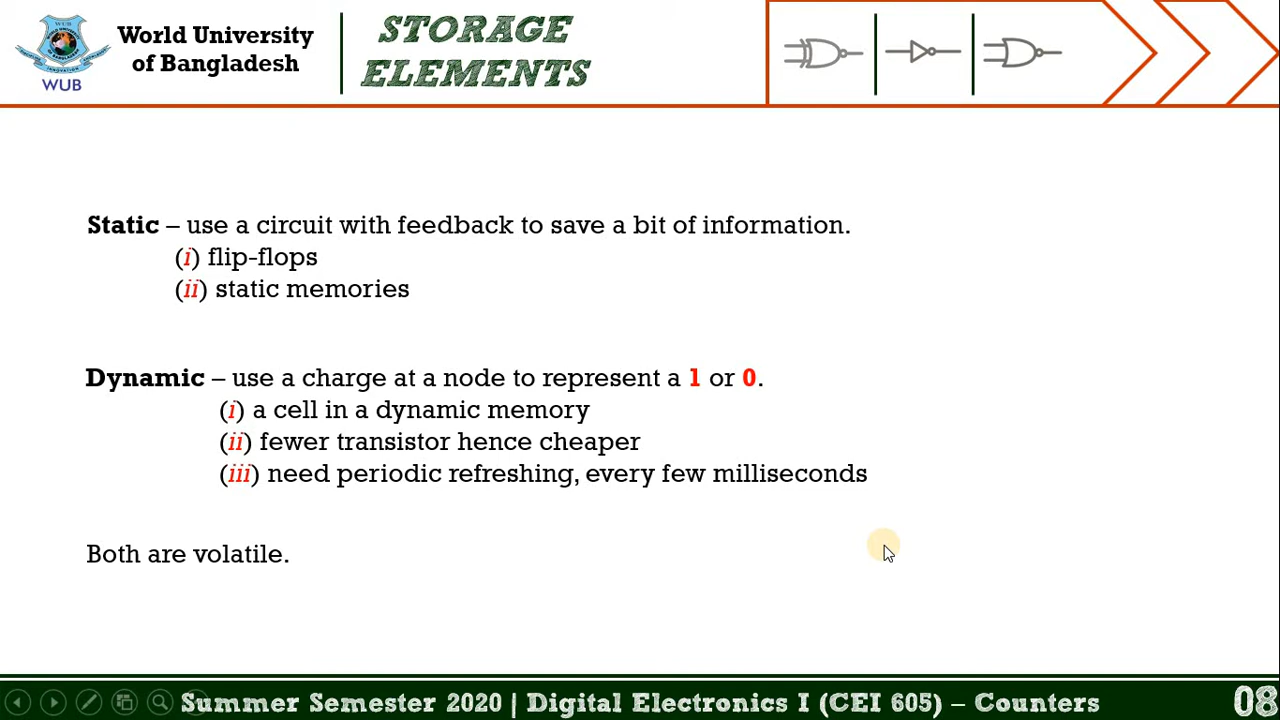 World University
of Bangladesh
WUB
STORAGE
ELEMENTS
Static – use a circuit with feedback to save a bit of information.
(i) flip-flops
(ii) static memories
Dynamic – use a charge at a node to represent a 1 or 0.
(i) a cell in a dynamic memory
(ii) fewer transistor hence cheaper
(iii) need periodic refreshing, every few milliseconds
Both are volatile.
Summer Semester 2020 | Digital Electronics I (CEI 605) – Counters
08